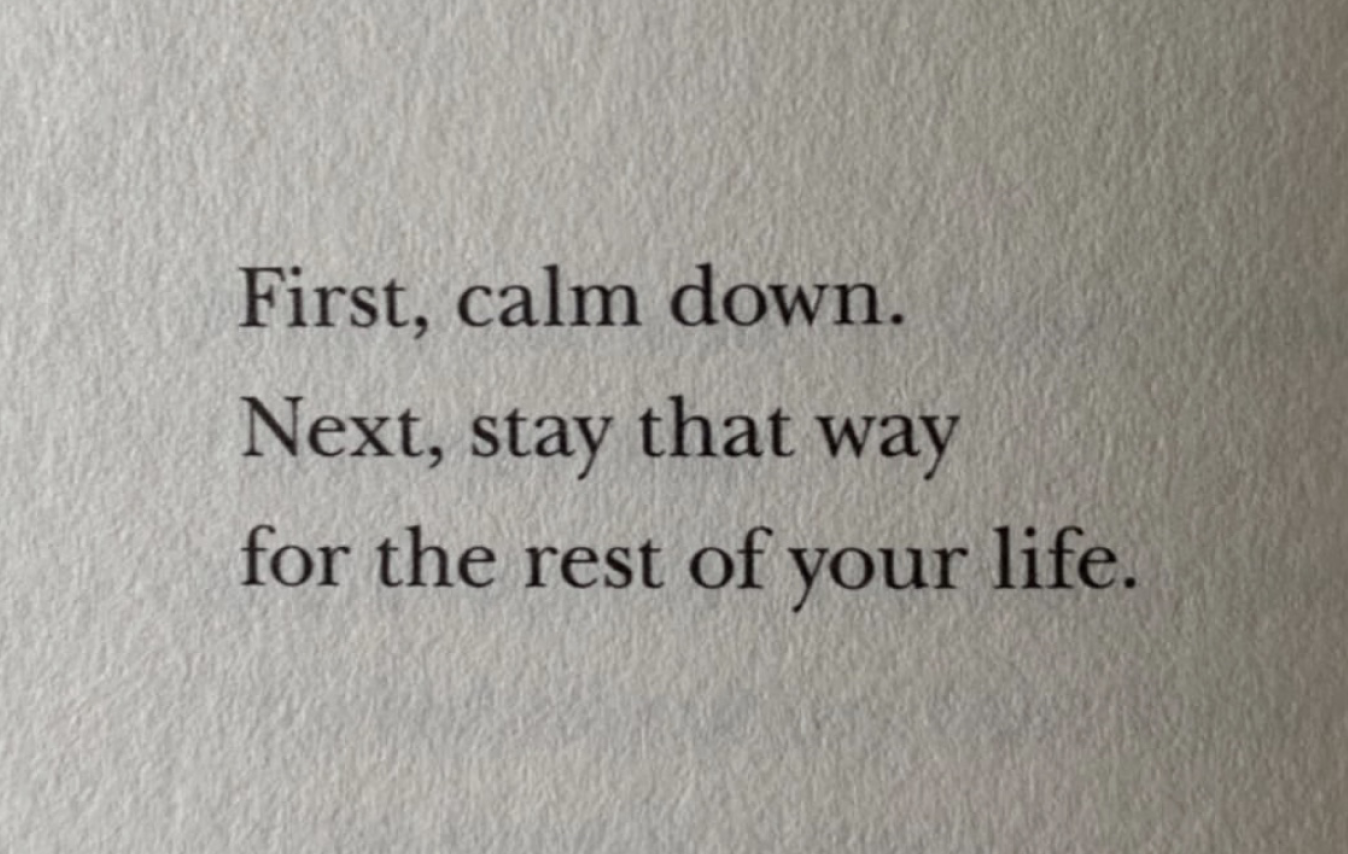 First, calm down.
Next, stay that way
for the rest of your life.